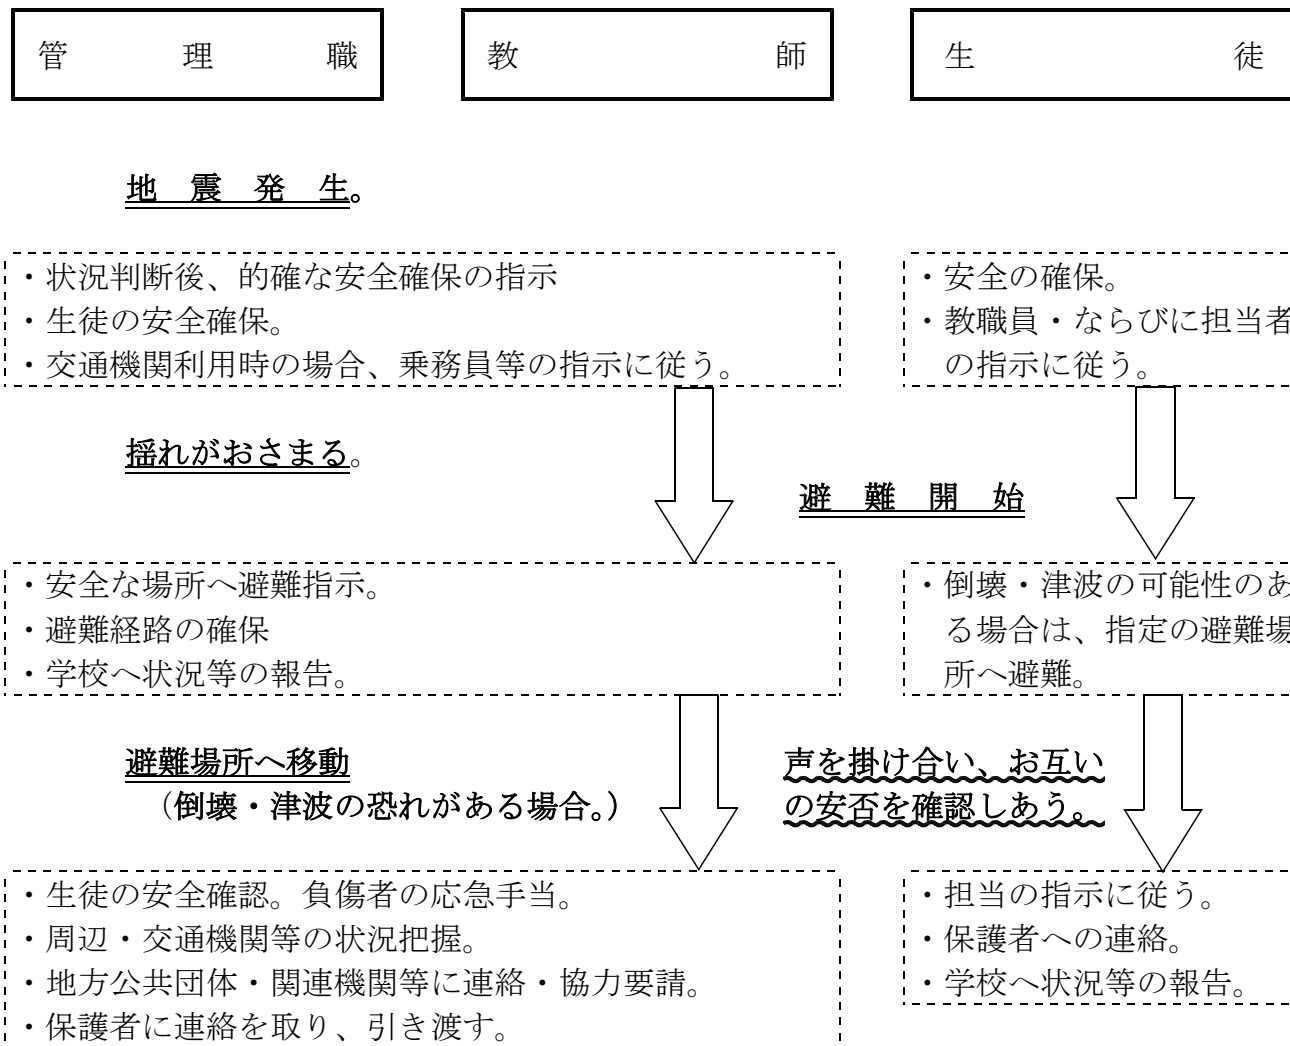 管理職
教師
生徒
地震発生。
・状況判断後、的確な安全確保の指示
・生徒の安全確保。
・交通機関利用時の場合、乗務員等の指示に従う。
・安全の確保。
・教職員・ならびに担当者
の指示に従う。
揺れがおさまる。
避難開始
・安全な場所へ避難指示。
・避難経路の確保
・学校へ状況等の報告。
・倒壊・津波の可能性のあ
る場合は、指定の避難場
所へ避難。
避難場所へ移動
（倒壊・津波の恐れがある場合。）
声を掛け合い、お互い
の安否を確認しあう。
・生徒の安全確認。負傷者の応急手当。
・周辺・交通機関等の状況把握。
・地方公共団体・関連機関等に連絡・協力要請。
・保護者に連絡を取り、引き渡す。
・担当の指示に従う。
・保護者への連絡。
・学校へ状況等の報告。